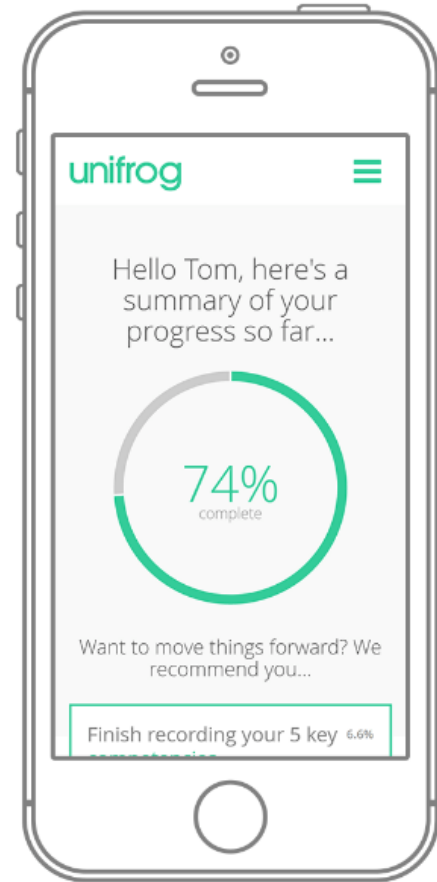 unifrog
Hello Tom, here's a
summary of your
progress so far...
74%
complete
Want to move things forward? We
recommend you...
Finish recording your 5 key 6.6%
competencies